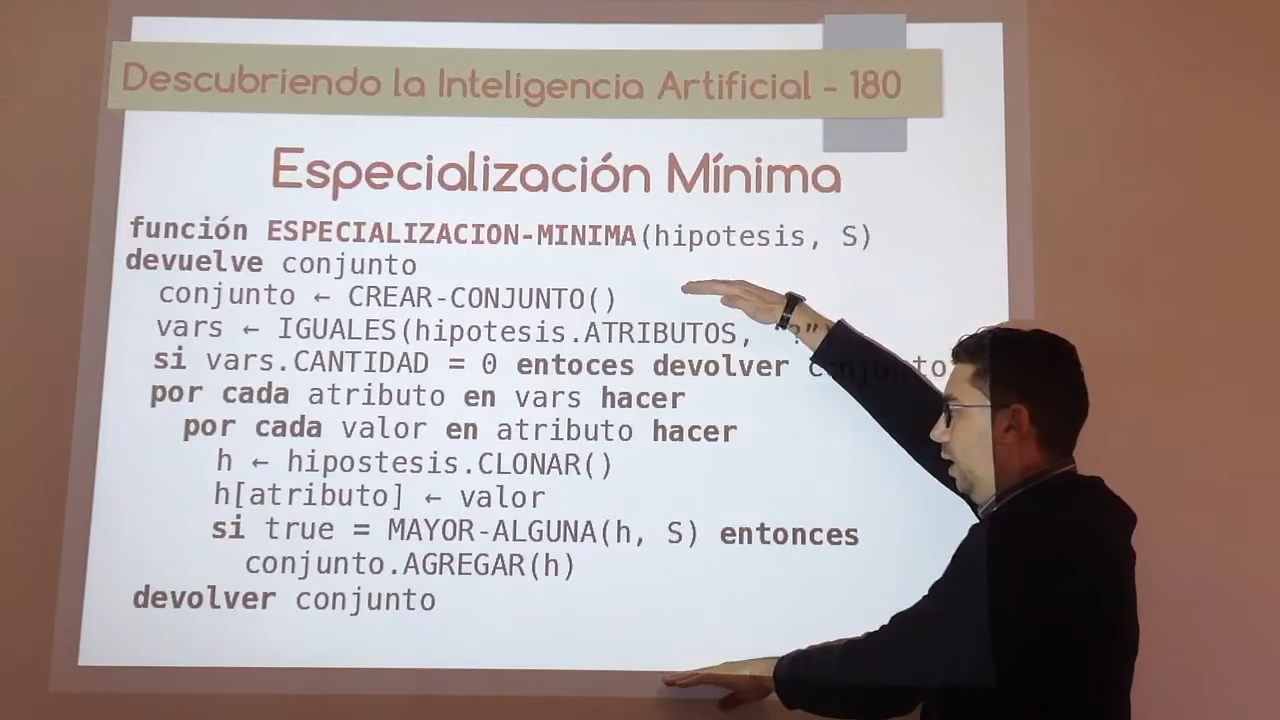 Descubriendo la Inteligencia Artificial - 180
Especialización Mínima
función ESPECIALIZACION-MINIMA(hipotesis, S)
devuelve conjunto
conjunto ← CREAR-CONJUNTO()
vars ← IGUALES(hipotesis.ATRIBUTOS, "?")
si vars.CANTIDAD = 0 entoces devolver conjunto
por cada atributo en vars hacer
por cada valor en atributo hacer
h ← hipostesis.CLONAR()
h[atributo] ← valor
si true = MAYOR-ALGUNA(h, S) entonces
conjunto.AGREGAR(h)
devolver conjunto